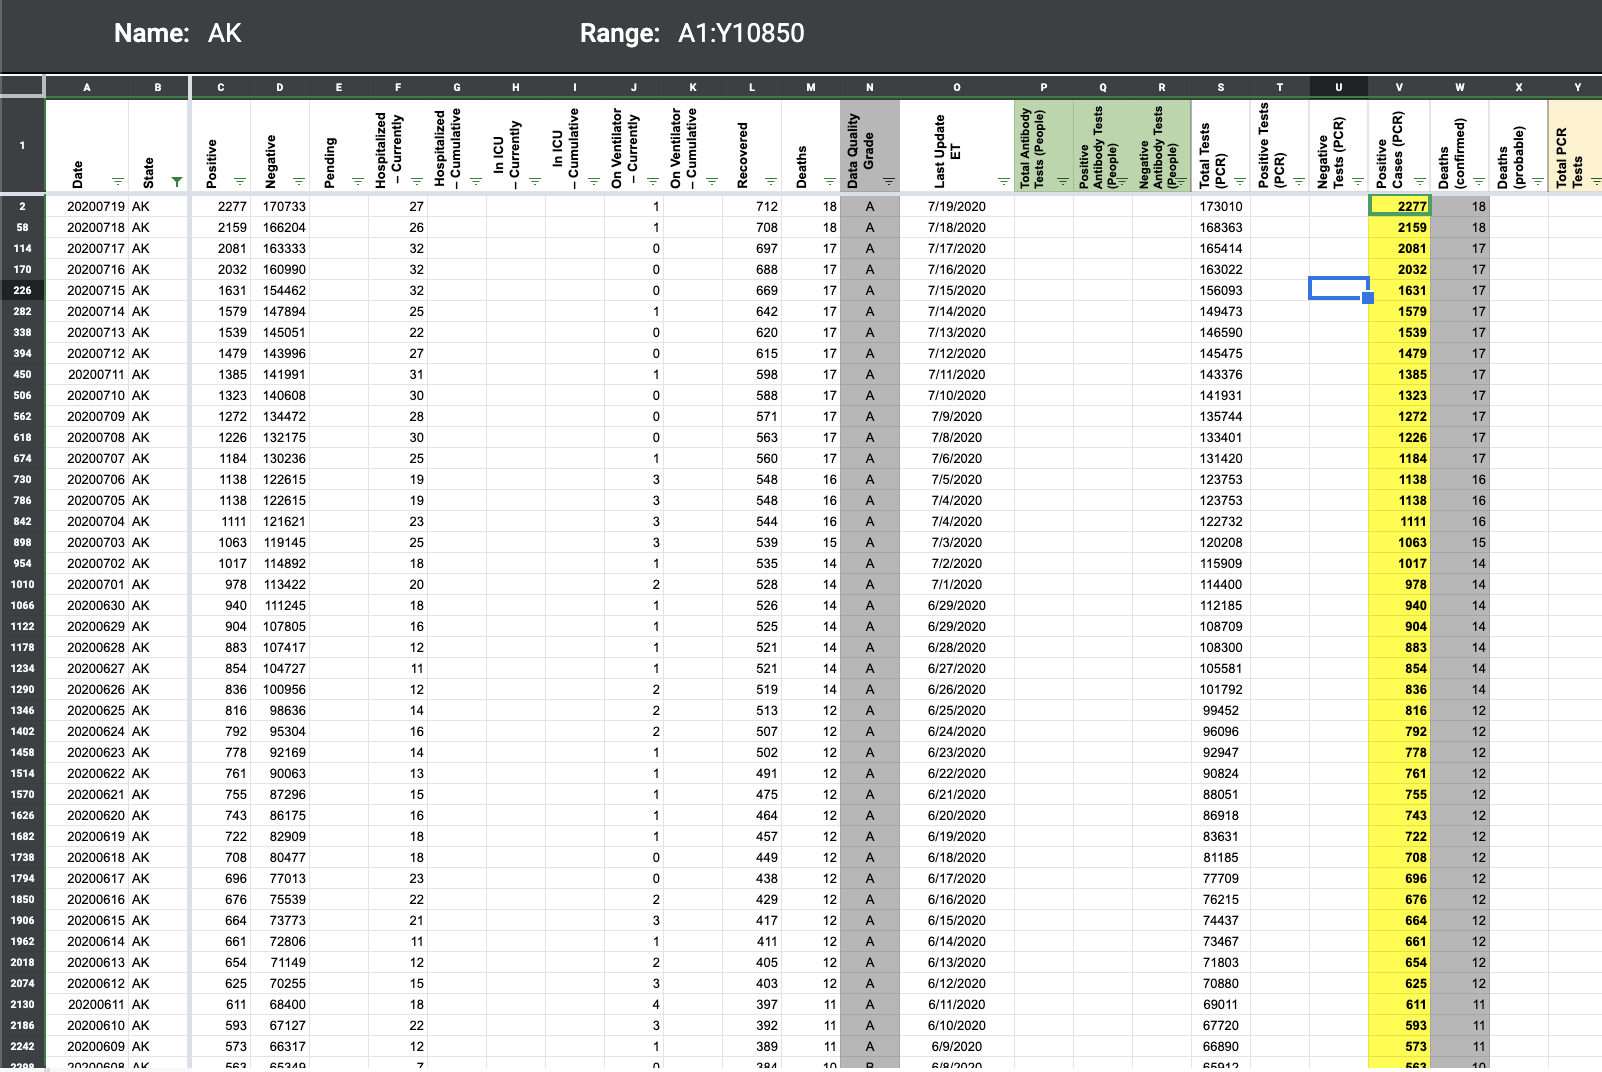 Name: AK Range: A1:Y10850
A B C D E F G H I J K L M N O P Q R S T U V W X Y
1 Date State Positive Negative Pending Hospitalized – Currently Hospitalized – Cumulative In ICU – Currently In ICU – Cumulative On Ventilator – Currently On Ventilator – Cumulative Recovered Deaths Data Quality Grade Last Update ET Total Antibody Tests (People) Positive Antibody Tests (People) Negative Antibody Tests (People) Total Tests (PCR) Positive Tests (PCR) Negative Tests (PCR) Positive Cases (PCR) Deaths (confirmed) Deaths (probable) Total PCR Tests
2 20200719 AK 2277 170733 27 1 712 18 A 7/19/2020 173010 2277 18
58 20200718 AK 2159 166204 26 1 708 18 A 7/18/2020 168363 2159 18
114 20200717 AK 2081 163333 32 0 697 17 A 7/17/2020 165414 2081 17
170 20200716 AK 2032 160990 32 0 688 17 A 7/16/2020 163022 2032 17
226 20200715 AK 1631 154462 32 0 669 17 A 7/15/2020 156093 1631 17
282 20200714 AK 1579 147894 25 1 642 17 A 7/14/2020 149473 1579 17
338 20200713 AK 1539 145051 22 0 620 17 A 7/13/2020 146590 1539 17
394 20200712 AK 1479 143996 27 0 615 17 A 7/12/2020 145475 1479 17
450 20200711 AK 1385 141991 31 1 598 17 A 7/11/2020 143376 1385 17
506 20200710 AK 1323 140608 30 0 588 17 A 7/10/2020 141931 1323 17
562 20200709 AK 1272 134472 28 0 571 17 A 7/9/2020 135744 1272 17
618 20200708 AK 1226 132175 30 0 563 17 A 7/8/2020 133401 1226 17
674 20200707 AK 1184 130236 25 1 560 17 A 7/6/2020 131420 1184 17
730 20200706 AK 1138 122615 19 3 548 16 A 7/5/2020 123753 1138 16
786 20200705 AK 1138 122615 19 3 548 16 A 7/4/2020 123753 1138 16
842 20200704 AK 1111 121621 23 3 544 16 A 7/4/2020 122732 1111 16
898 20200703 AK 1063 119145 25 3 539 15 A 7/3/2020 120208 1063 15
954 20200702 AK 1017 114892 18 1 535 14 A 7/2/2020 115909 1017 14
1010 20200701 AK 978 113422 20 2 528 14 A 7/1/2020 114400 978 14
1066 20200630 AK 940 111245 18 1 526 14 A 6/29/2020 112185 940 14
1122 20200629 AK 904 107805 16 1 525 14 A 6/29/2020 108709 904 14
1178 20200628 AK 883 107417 12 1 521 14 A 6/28/2020 108300 883 14
1234 20200627 AK 854 104727 11 1 521 14 A 6/27/2020 105581 854 14
1290 20200626 AK 836 100956 12 2 519 14 A 6/26/2020 101792 836 14
1346 20200625 AK 816 98636 14 2 513 12 A 6/25/2020 99452 816 12
1402 20200624 AK 792 95304 16 2 507 12 A 6/24/2020 96096 792 12
1458 20200623 AK 778 92169 14 1 502 12 A 6/23/2020 92947 778 12
1514 20200622 AK 761 90063 13 1 491 12 A 6/22/2020 90824 761 12
1570 20200621 AK 755 87296 15 1 475 12 A 6/21/2020 88051 755 12
1626 20200620 AK 743 86175 16 1 464 12 A 6/20/2020 86918 743 12
1682 20200619 AK 722 82909 18 1 457 12 A 6/19/2020 83631 722 12
1738 20200618 AK 708 80477 18 0 449 12 A 6/18/2020 81185 708 12
1794 20200617 AK 696 77013 23 0 438 12 A 6/17/2020 77709 696 12
1850 20200616 AK 676 75539 22 2 429 12 A 6/16/2020 76215 676 12
1906 20200615 AK 664 73773 21 3 417 12 A 6/15/2020 74437 664 12
1962 20200614 AK 661 72806 11 1 411 12 A 6/14/2020 73467 661 12
2018 20200613 AK 654 71149 12 2 405 12 A 6/13/2020 71803 654 12
2074 20200612 AK 625 70255 15 3 403 12 A 6/12/2020 70880 625 12
2130 20200611 AK 611 68400 18 4 397 11 A 6/11/2020 69011 611 11
2186 20200610 AK 593 67127 22 3 392 11 A 6/10/2020 67720 593 11
2242 20200609 AK 573 66317 12 1 389 11 A 6/9/2020 66890 573 11
2298 20200608 AK 563 65349 7 0 384 10 B 6/8/2020 65912 563 10